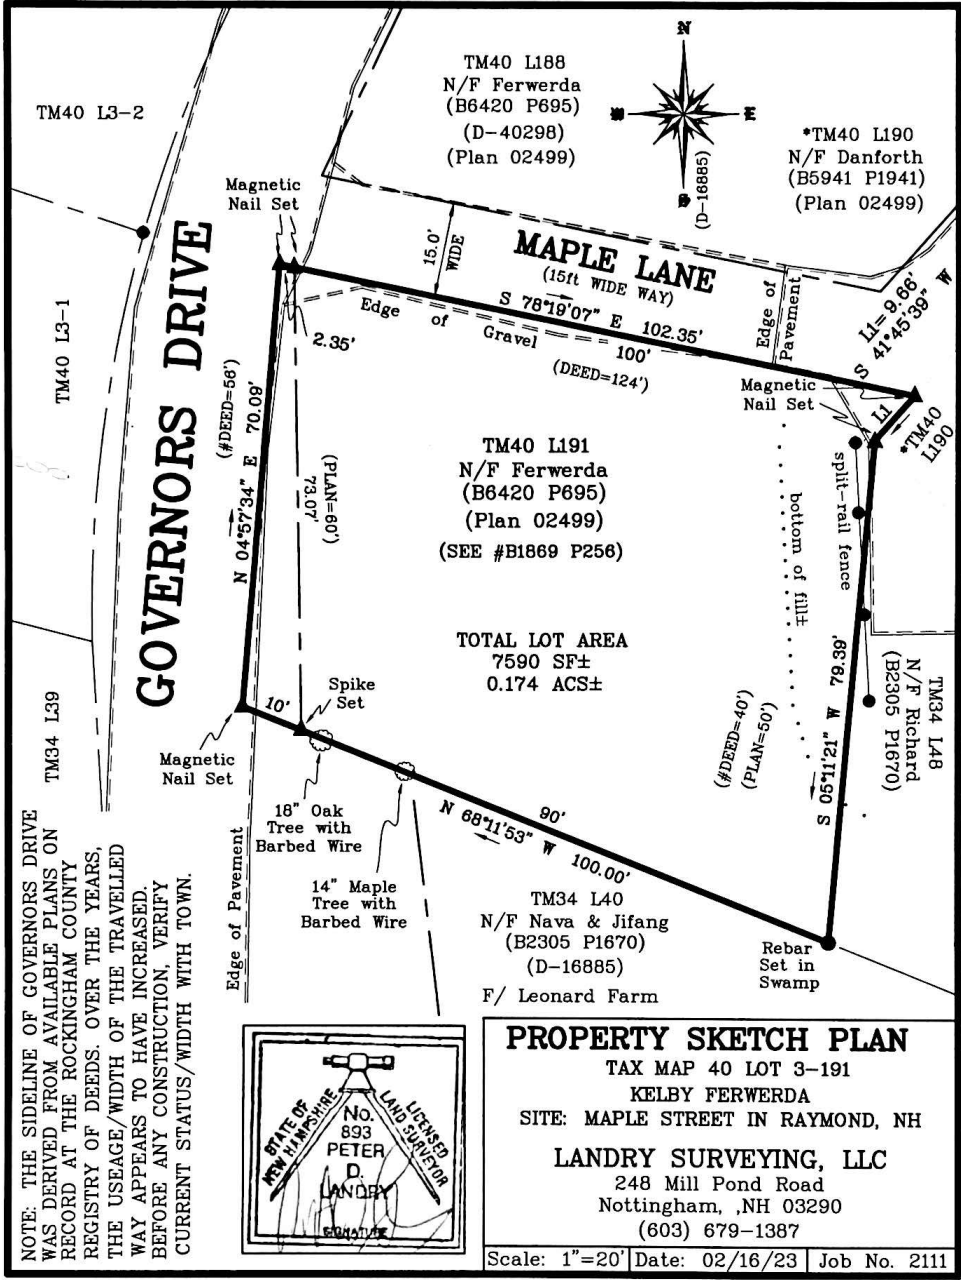 TM40 L3-2
TM40 L188
N/F Ferwerda
(B6420 P695)
(D-40298)
(Plan 02499)
N
W
E
S
(D-16885)
*TM40 L190
N/F Danforth
(B5941 P1941)
(Plan 02499)
Magnetic
Nail Set
15.0'
WIDE
MAPLE LANE
(15ft WIDE WAY)
S 78°19'07" E 102.35'
Edge of Gravel
100'
(DEED=124')
Edge of
Pavement
L1= 9.66'
S 41°45'39" W
TM40 L3-1
GOVERNORS DRIVE
2.35'
(#DEED=56')
N 04°57'34" E 70.09'
(PLAN=60')
73.07'
Magnetic
Nail Set
L1
*TM40
L190
TM40 L191
N/F Ferwerda
(B6420 P695)
(Plan 02499)
(SEE #B1869 P256)
bottom of fill±
split-rail fence
TOTAL LOT AREA
7590 SF±
0.174 ACS±
TM34 L39
10'
Spike
Set
Magnetic
Nail Set
(#DEED=40')
(PLAN=50')
S 05°11'21" W 79.39'
TM34 L48
N/F Richard
(B2305 P1670)
18" Oak
Tree with
Barbed Wire
14" Maple
Tree with
Barbed Wire
90'
N 68°11'53" W 100.00'
Edge of Pavement
TM34 L40
N/F Nava & Jifang
(B2305 P1670)
(D-16885)
F/ Leonard Farm
Rebar
Set in
Swamp
NOTE: THE SIDELINE OF GOVERNORS DRIVE
WAS DERIVED FROM AVAILABLE PLANS ON
RECORD AT THE ROCKINGHAM COUNTY
REGISTRY OF DEEDS. OVER THE YEARS,
THE USEAGE/WIDTH OF THE TRAVELLED
WAY APPEARS TO HAVE INCREASED.
BEFORE ANY CONSTRUCTION, VERIFY
CURRENT STATUS/WIDTH WITH TOWN.
STATE OF
NEW HAMPSHIRE
LICENSED
LAND SURVEYOR
No.
893
PETER
D.
LANDRY
SIGNATURE
PROPERTY SKETCH PLAN
TAX MAP 40 LOT 3-191
KELBY FERWERDA
SITE: MAPLE STREET IN RAYMOND, NH
LANDRY SURVEYING, LLC
248 Mill Pond Road
Nottingham, ,NH 03290
(603) 679-1387
Scale: 1"=20' Date: 02/16/23 Job No. 2111